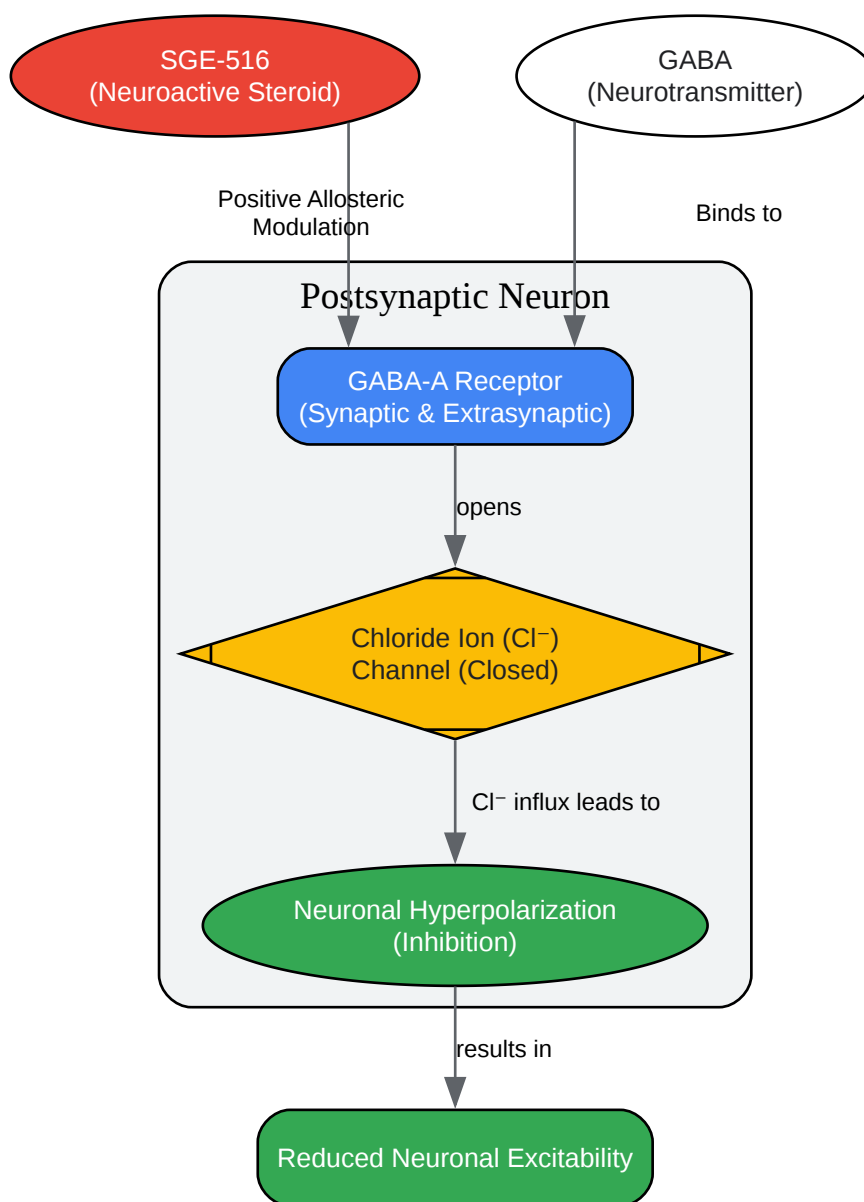 SGE-516
(Neuroactive Steroid)
GABA
(Neurotransmitter)
Positive Allosteric
Modulation
Binds to
Postsynaptic Neuron
GABA-A Receptor
(Synaptic & Extrasynaptic)
opens
Chloride Ion (Cl⁻)
Channel (Closed)
Cl⁻ influx leads to
Neuronal Hyperpolarization
(Inhibition)
results in
Reduced Neuronal Excitability